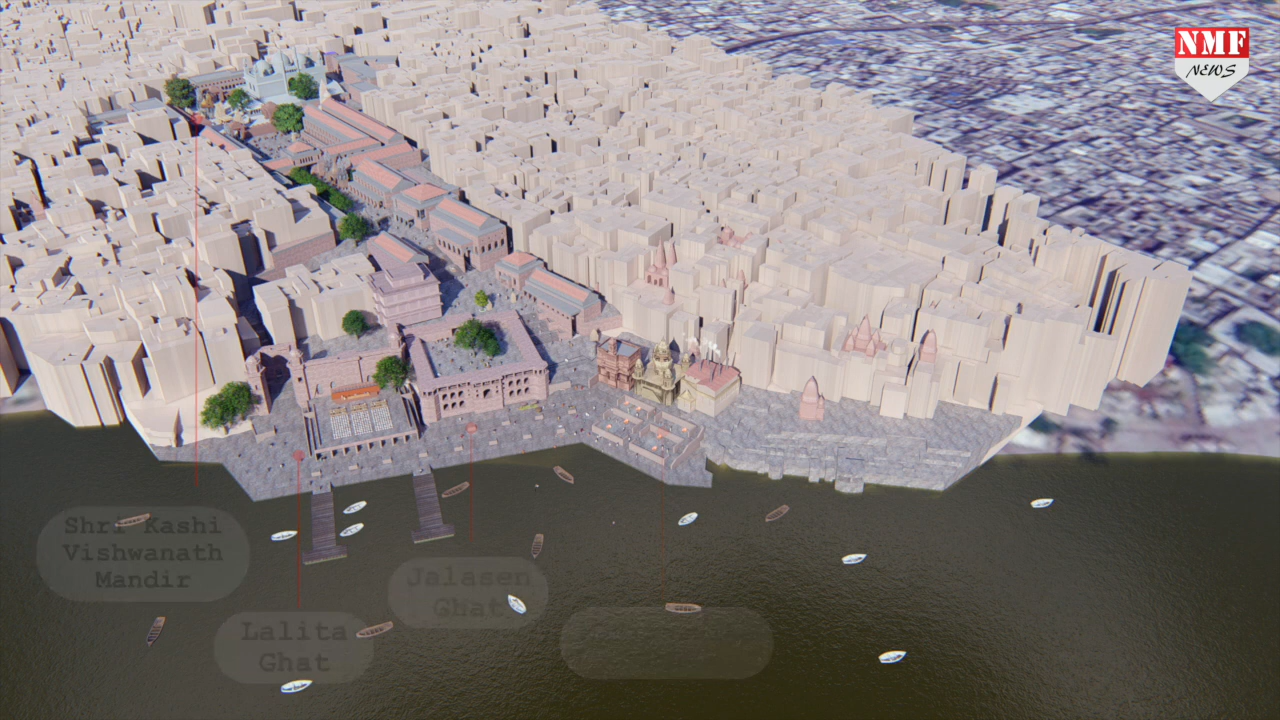 NMF
NEWS
Shri Kashi
Vishwanath
Mandir
Jalasen
Ghat
Lalita
Ghat